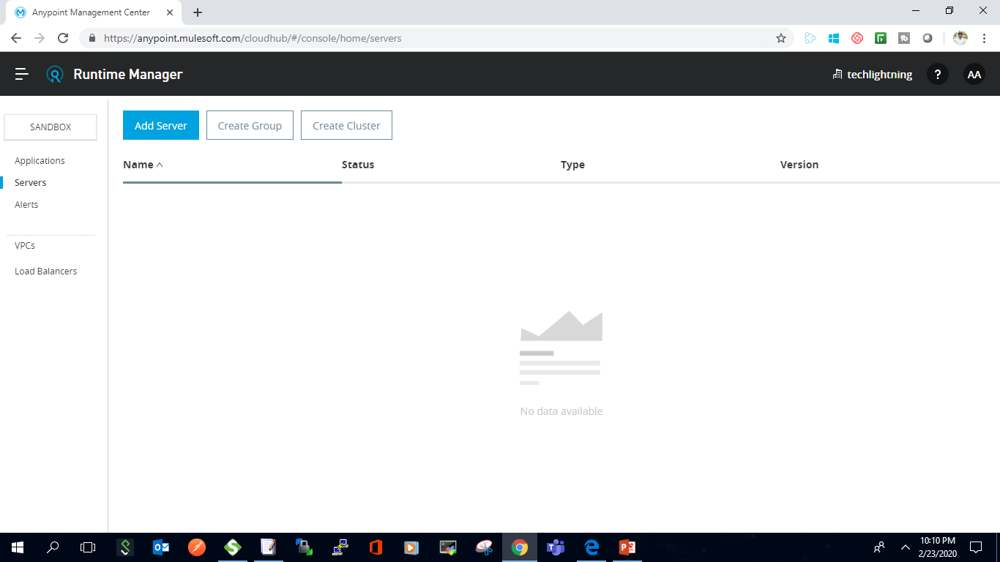 Anypoint Management Center
https://anypoint.mulesoft.com/cloudhub/#/console/home/servers
Runtime Manager
techlightning
?
AA
SANDBOX
Applications
Servers
Alerts
VPCs
Load Balancers
Add Server
Create Group
Create Cluster
Name
Status
Type
Version
No data available
10:10 PM
2/23/2020